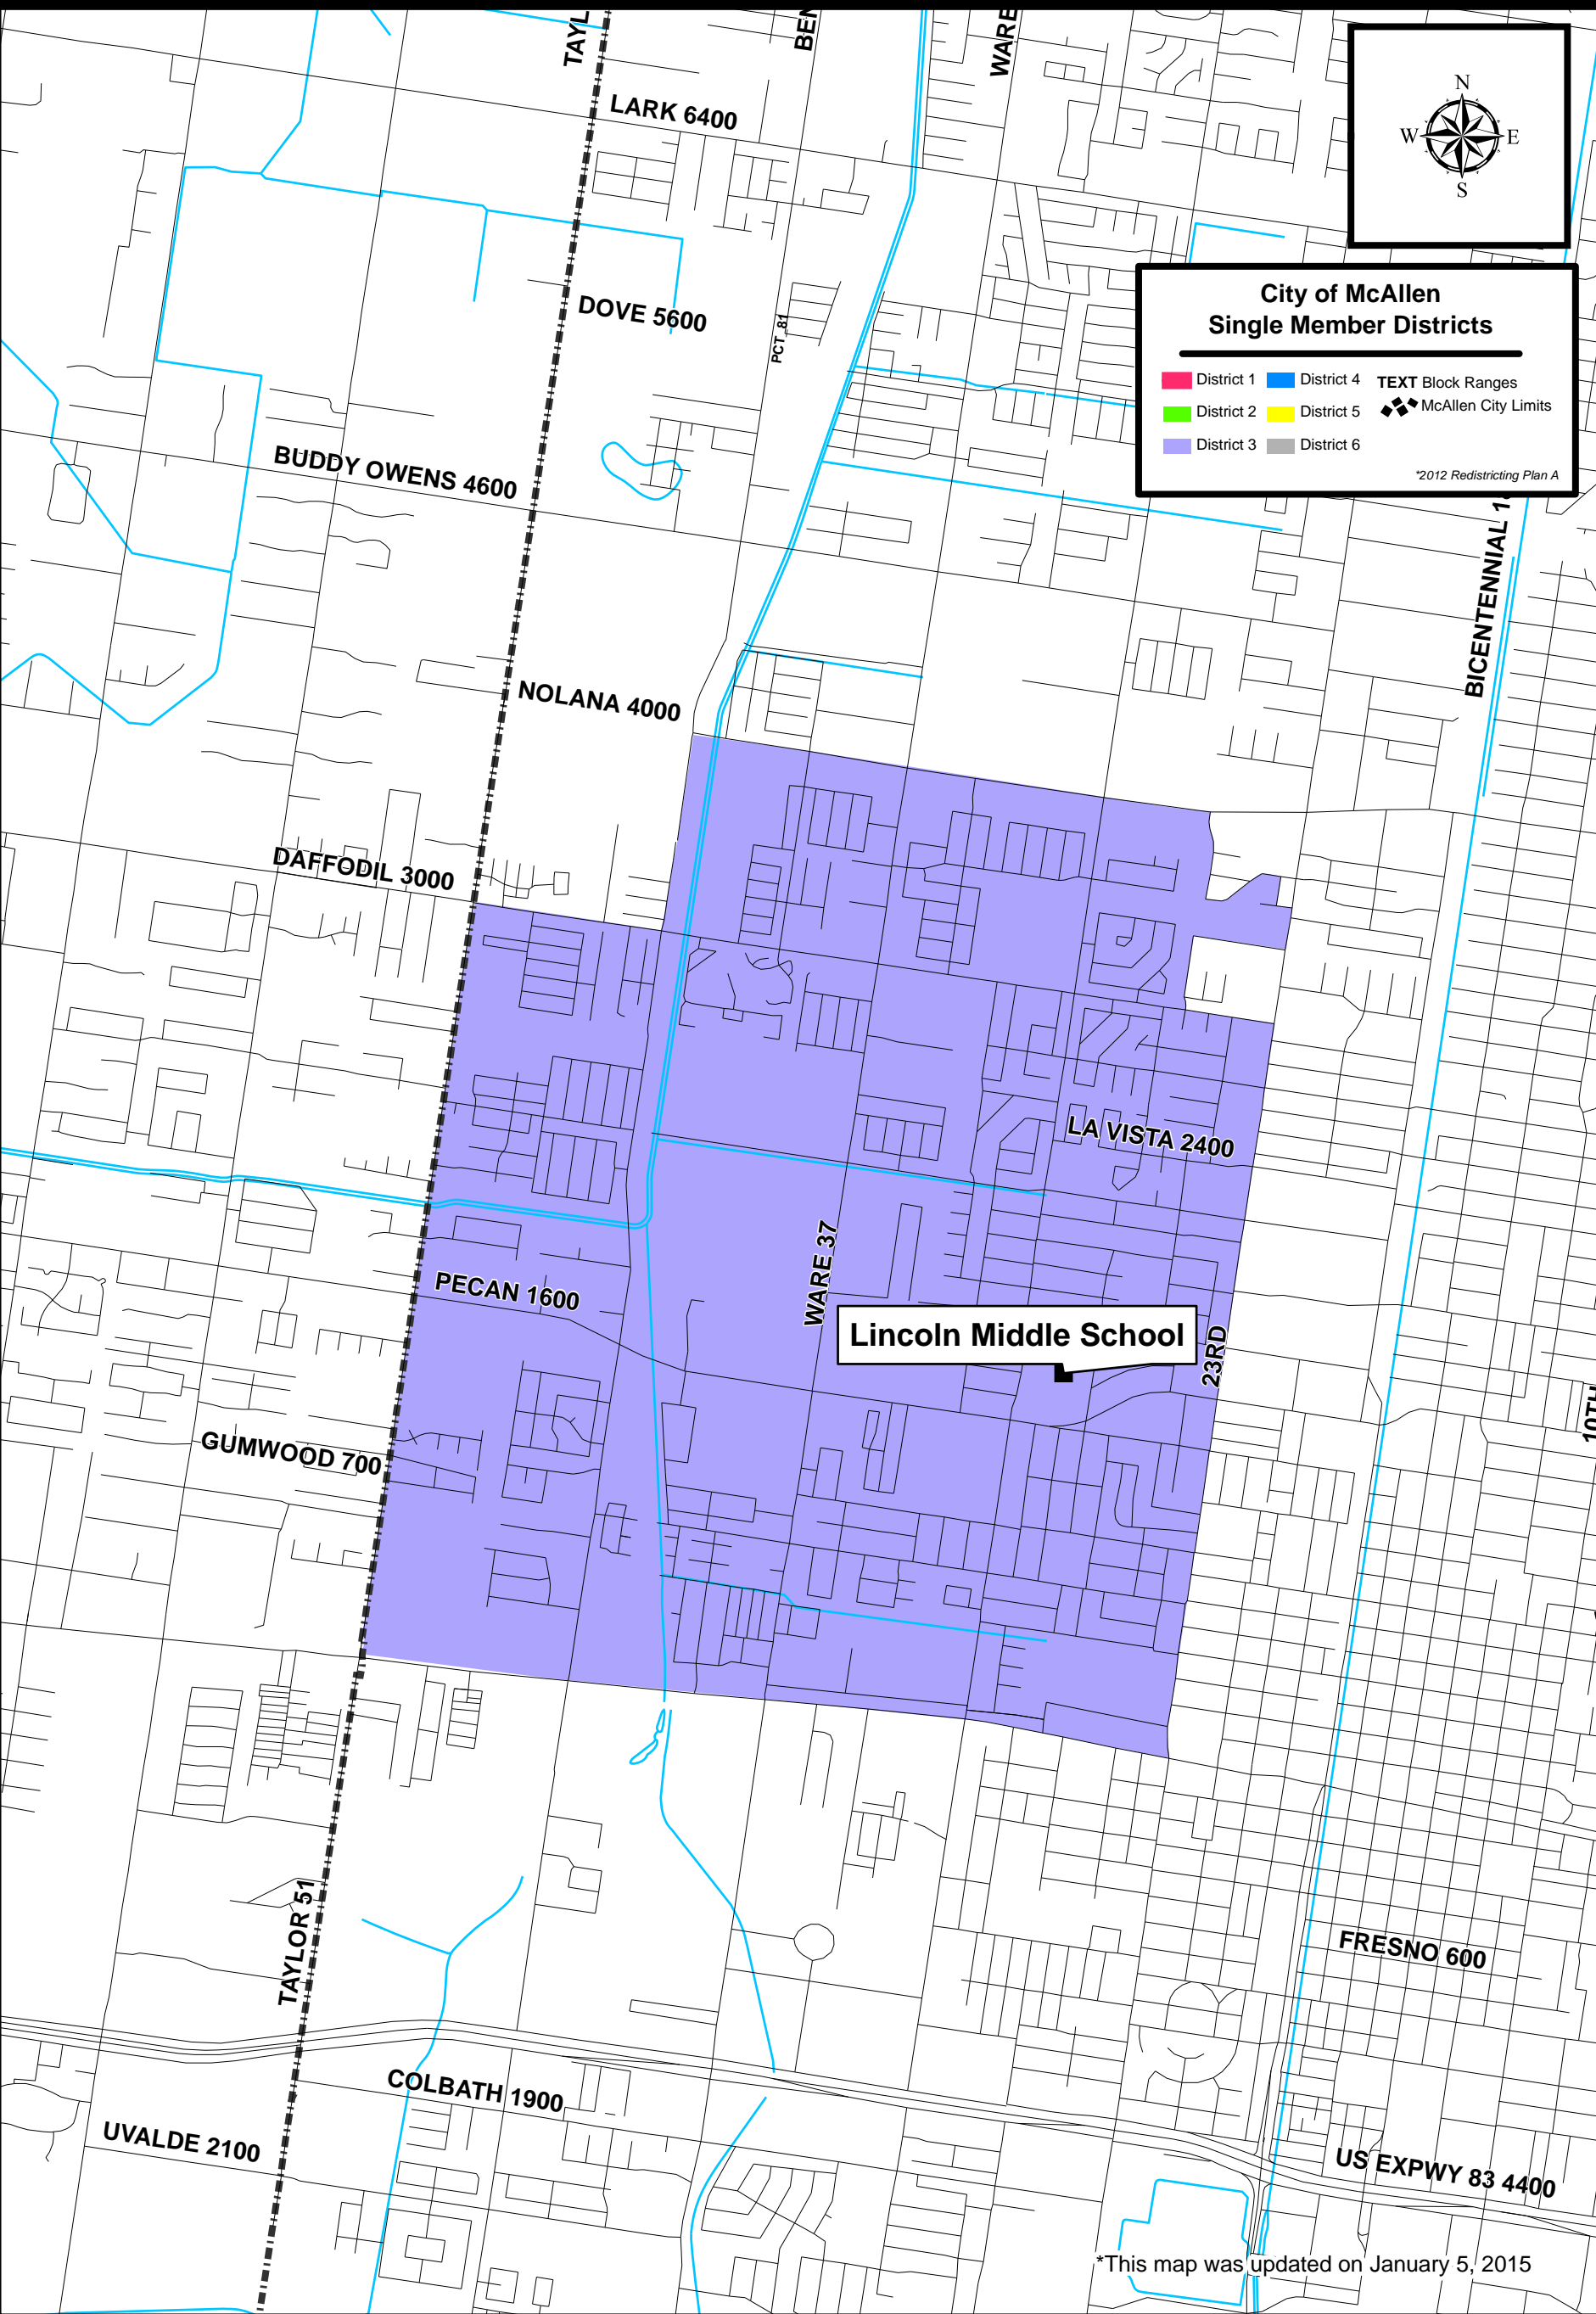 TAYL
BEN
WARE
LARK 6400
N
W
E
S
DOVE 5600
PCT_81
City of McAllen
Single Member Districts
District 1
District 4
TEXT Block Ranges
District 2
District 5
McAllen City Limits
District 3
District 6
*2012 Redistricting Plan A
BUDDY OWENS 4600
BICENTENNIAL 1
NOLANA 4000
DAFFODIL 3000
LA VISTA 2400
WARE 37
PECAN 1600
Lincoln Middle School
23RD
10TH
GUMWOOD 700
TAYLOR 51
FRESNO 600
COLBATH 1900
UVALDE 2100
US EXPWY 83 4400
*This map was updated on January 5, 2015